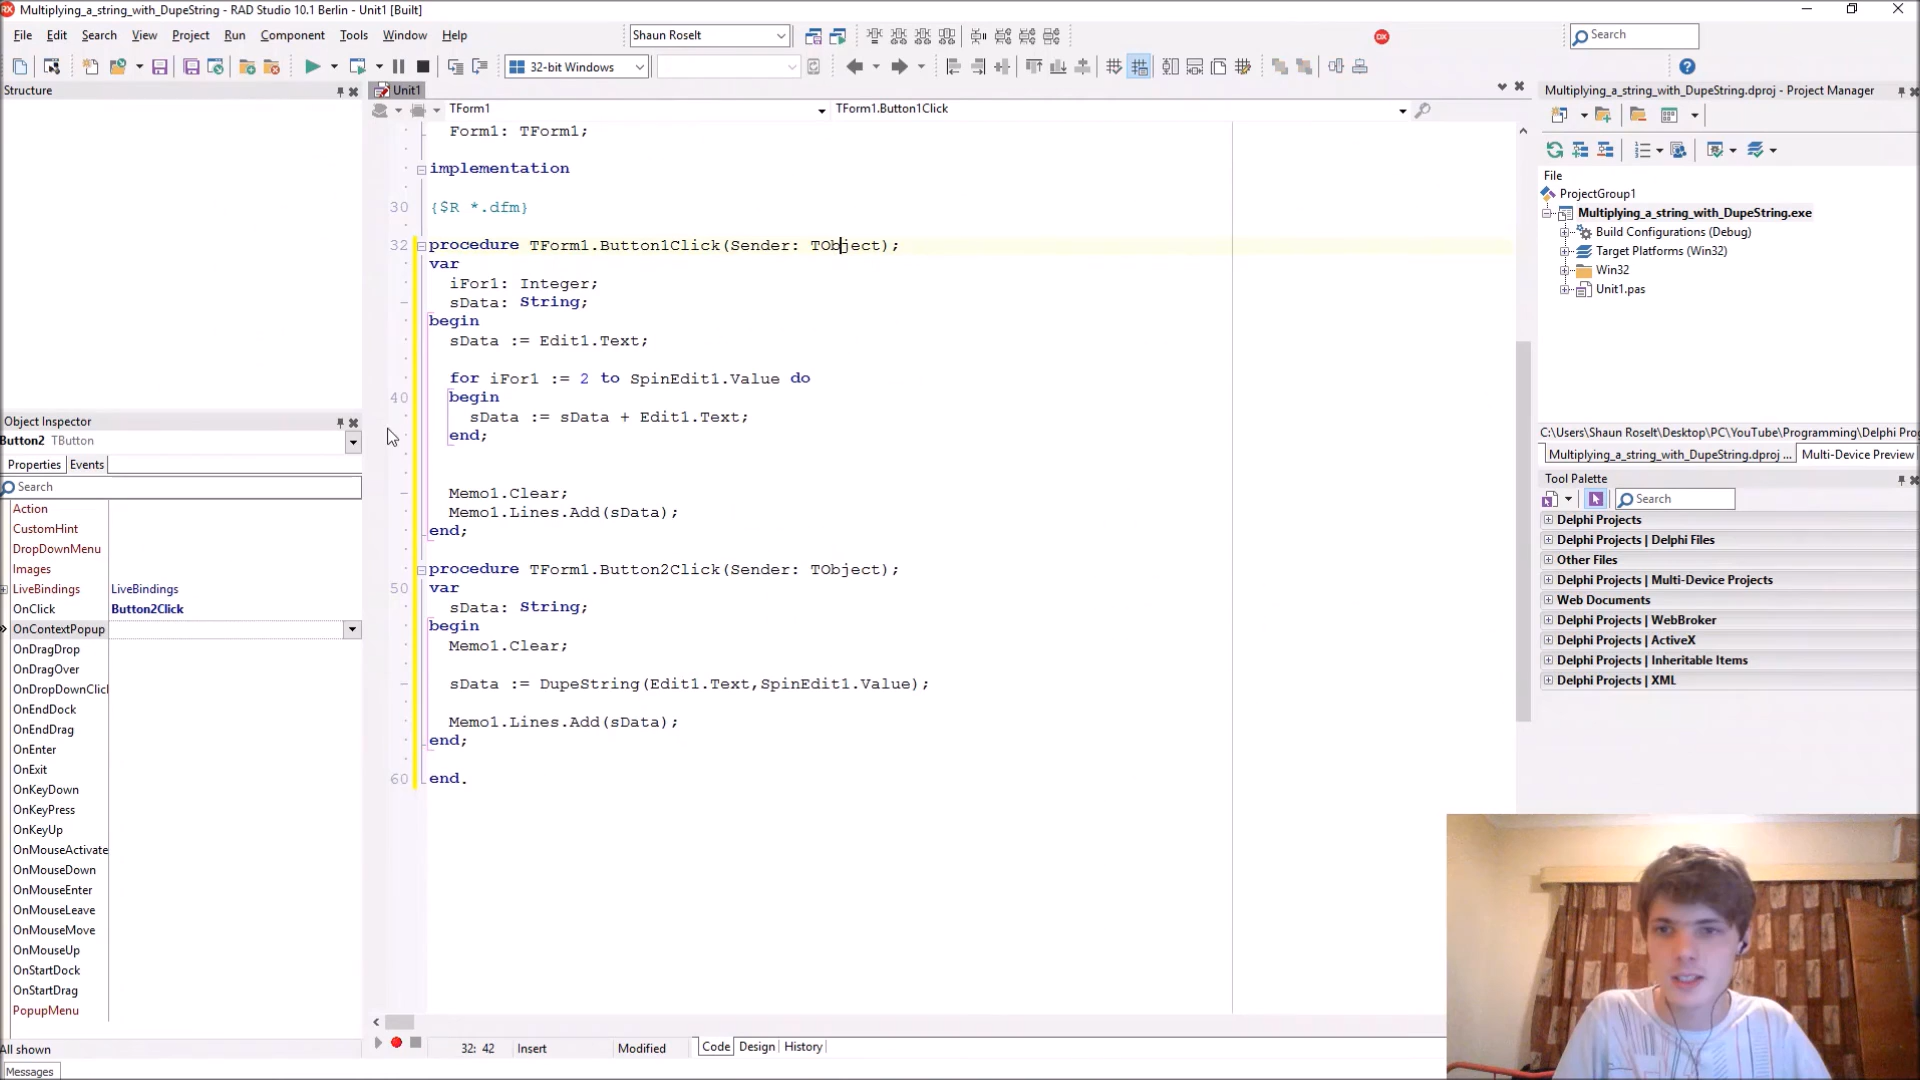 Multiplying_a_string_with_DupeString - RAD Studio 10.1 Berlin - Unit1 [Built]
File Edit Search View Project Run Component Tools Window Help
Shaun Roselt
Search
32-bit Windows
Structure
Unit1
TForm1
TForm1.Button1Click
Form1: TForm1;
implementation
30 {$R *.dfm}
32 procedure TForm1.Button1Click(Sender: TObject);
var
iFor1: Integer;
sData: String;
begin
sData := Edit1.Text;
for iFor1 := 2 to SpinEdit1.Value do
40 begin
sData := sData + Edit1.Text;
end;
Memo1.Clear;
Memo1.Lines.Add(sData);
end;
procedure TForm1.Button2Click(Sender: TObject);
50 var
sData: String;
begin
Memo1.Clear;
sData := DupeString(Edit1.Text,SpinEdit1.Value);
Memo1.Lines.Add(sData);
end;
60 end.
Object Inspector
Button2 TButton
Properties Events
Search
Action
CustomHint
DropDownMenu
Images
LiveBindings LiveBindings
OnClick Button2Click
OnContextPopup
OnDragDrop
OnDragOver
OnDropDownClic
OnEndDock
OnEndDrag
OnEnter
OnExit
OnKeyDown
OnKeyPress
OnKeyUp
OnMouseActivate
OnMouseDown
OnMouseEnter
OnMouseLeave
OnMouseMove
OnMouseUp
OnStartDock
OnStartDrag
PopupMenu
All shown
Messages
32: 42 Insert Modified Code Design History
Multiplying_a_string_with_DupeString.dproj - Project Manager
File
ProjectGroup1
Multiplying_a_string_with_DupeString.exe
Build Configurations (Debug)
Target Platforms (Win32)
Win32
Unit1.pas
C:\Users\Shaun Roselt\Desktop\PC\YouTube\Programming\Delphi Pro
Multiplying_a_string_with_DupeString.dproj ... Multi-Device Preview
Tool Palette
Search
Delphi Projects
Delphi Projects | Delphi Files
Other Files
Delphi Projects | Multi-Device Projects
Web Documents
Delphi Projects | WebBroker
Delphi Projects | ActiveX
Delphi Projects | Inheritable Items
Delphi Projects | XML